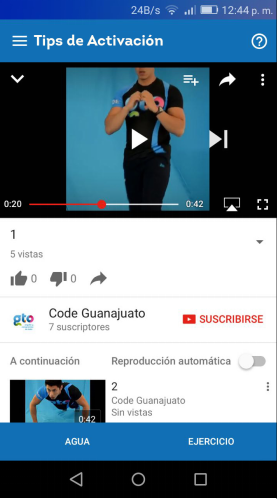 24B/s 12:44 p. m.
Tips de Activación
0:20 0:42
1
5 vistas
0 0
Code Guanajuato
7 suscriptores
SUSCRIBIRSE
gto
A continuación Reproducción automática
2
Code Guanajuato
Sin vistas
0:42
AGUA EJERCICIO